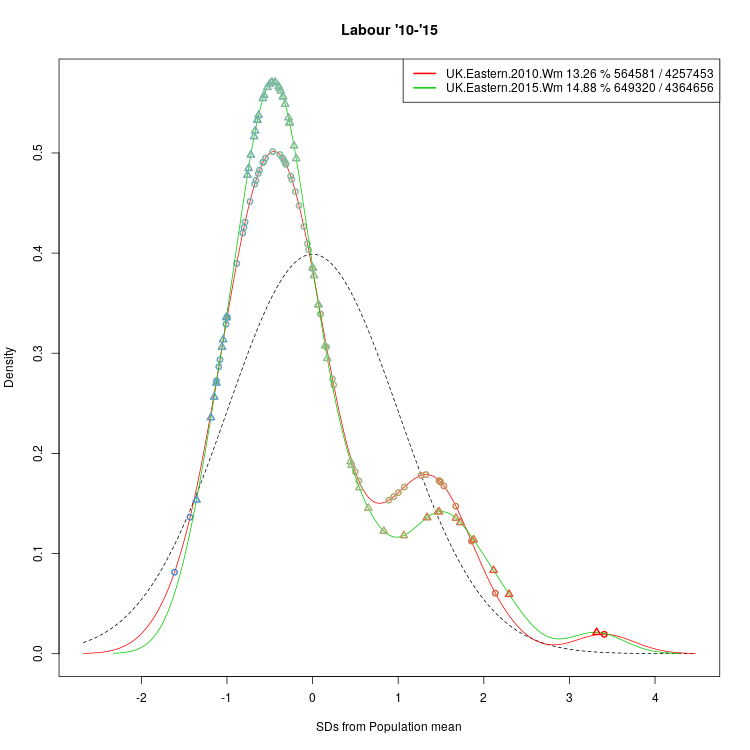 Labour '10-'15
UK.Eastern.2010.Wm 13.26 % 564581 / 4257453
UK.Eastern.2015.Wm 14.88 % 649320 / 4364656
Density
0.5
0.4
0.3
0.2
0.1
0.0
-2 -1 0 1 2 3 4
SDs from Population mean